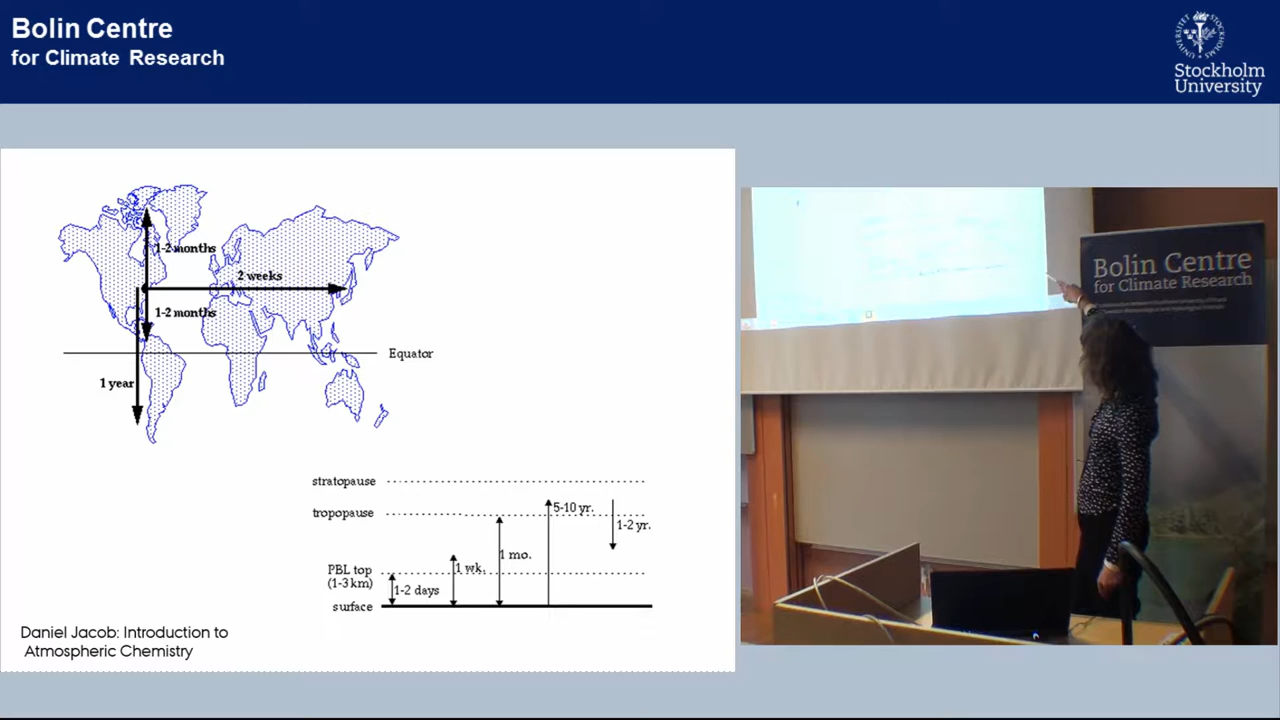 Bolin Centre
for Climate Research
Stockholm
University
1-2 months
2 weeks
1-2 months
Equator
1 year
stratopause
tropopause
5-10 yr.
1-2 yr.
1 mo.
PBL top
(1-3 km)
1 wk.
1-2 days
surface
Daniel Jacob: Introduction to
Atmospheric Chemistry
Bolin Centre
for Climate Research